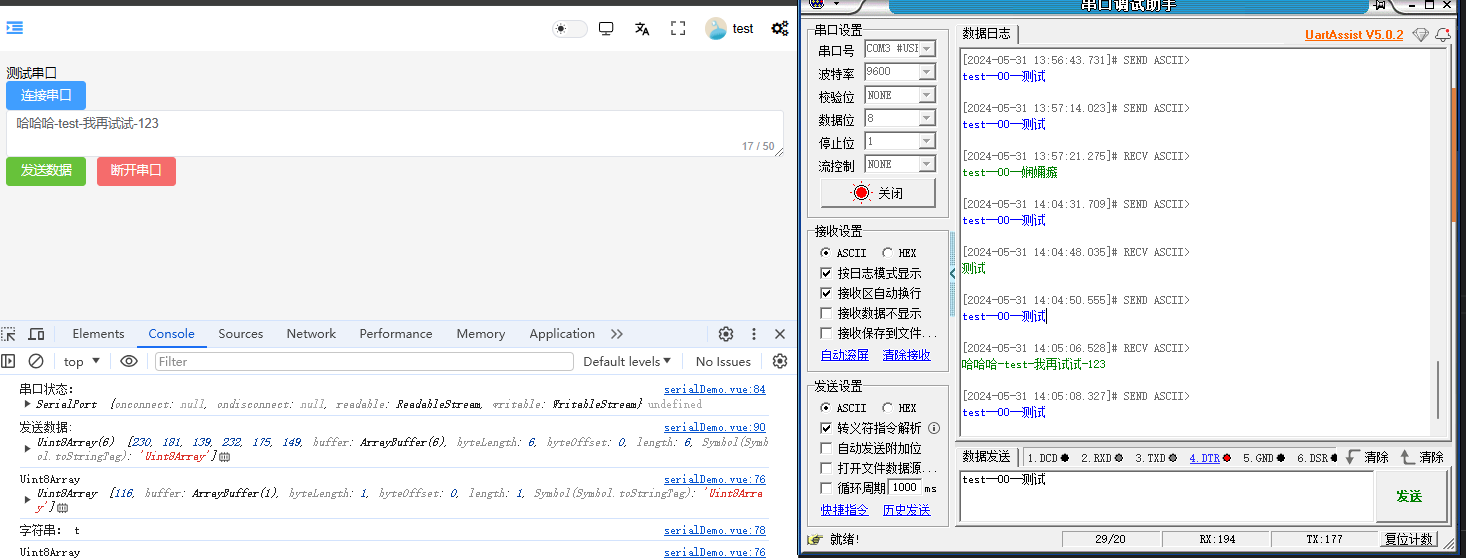 test
测试串口
连接串口
哈哈哈-test-我再试试-123
17 / 50
发送数据
断开串口
Elements
Console
Sources
Network
Performance
Memory
Application
top
Filter
Default levels
No Issues
串口状态:
serialDemo.vue:84
SerialPort {onconnect: null, ondisconnect: null, readable: ReadableStream, writable: WritableStream} undefined
发送数据:
serialDemo.vue:90
Uint8Array(6) [230, 181, 139, 232, 175, 149, buffer: ArrayBuffer(6), byteLength: 6, byteOffset: 0, length: 6, Symbol(Symb
ol.toStringTag): 'Uint8Array']
Uint8Array
serialDemo.vue:76
Uint8Array [116, buffer: ArrayBuffer(1), byteLength: 1, byteOffset: 0, length: 1, Symbol(Symbol.toStringTag): 'Uint8Arra
y']
字符串: t
serialDemo.vue:78
Uint8Array
serialDemo.vue:76
串口调试助手
串口设置
串口号 COM3 #USI
波特率 9600
校验位 NONE
数据位 8
停止位 1
流控制 NONE
关闭
接收设置
ASCII HEX
按日志模式显示
接收区自动换行
接收数据不显示
接收保存到文件...
自动滚屏 清除接收
发送设置
ASCII HEX
转义符指令解析
自动发送附加位
打开文件数据源...
循环周期 1000 ms
快捷指令 历史发送
数据日志
UartAssist V5.0.2
[2024-05-31 13:56:43.731]# SEND ASCII>
test--00--测试
[2024-05-31 13:57:14.023]# SEND ASCII>
test--00--测试
[2024-05-31 13:57:21.275]# RECV ASCII>
test--00--娴嬭瘯
[2024-05-31 14:04:31.709]# SEND ASCII>
test--00--测试
[2024-05-31 14:04:48.035]# RECV ASCII>
测试
[2024-05-31 14:04:50.555]# SEND ASCII>
test--00--测试
[2024-05-31 14:05:06.528]# RECV ASCII>
哈哈哈-test-我再试试-123
[2024-05-31 14:05:08.327]# SEND ASCII>
test--00--测试
数据发送
1.DCD 2.RXD 3.TXD 4.DTR 5.GND 6.DSR 清除 清除
test--00--测试
发送
就绪!
29/20
RX:194
TX:177
复位计数